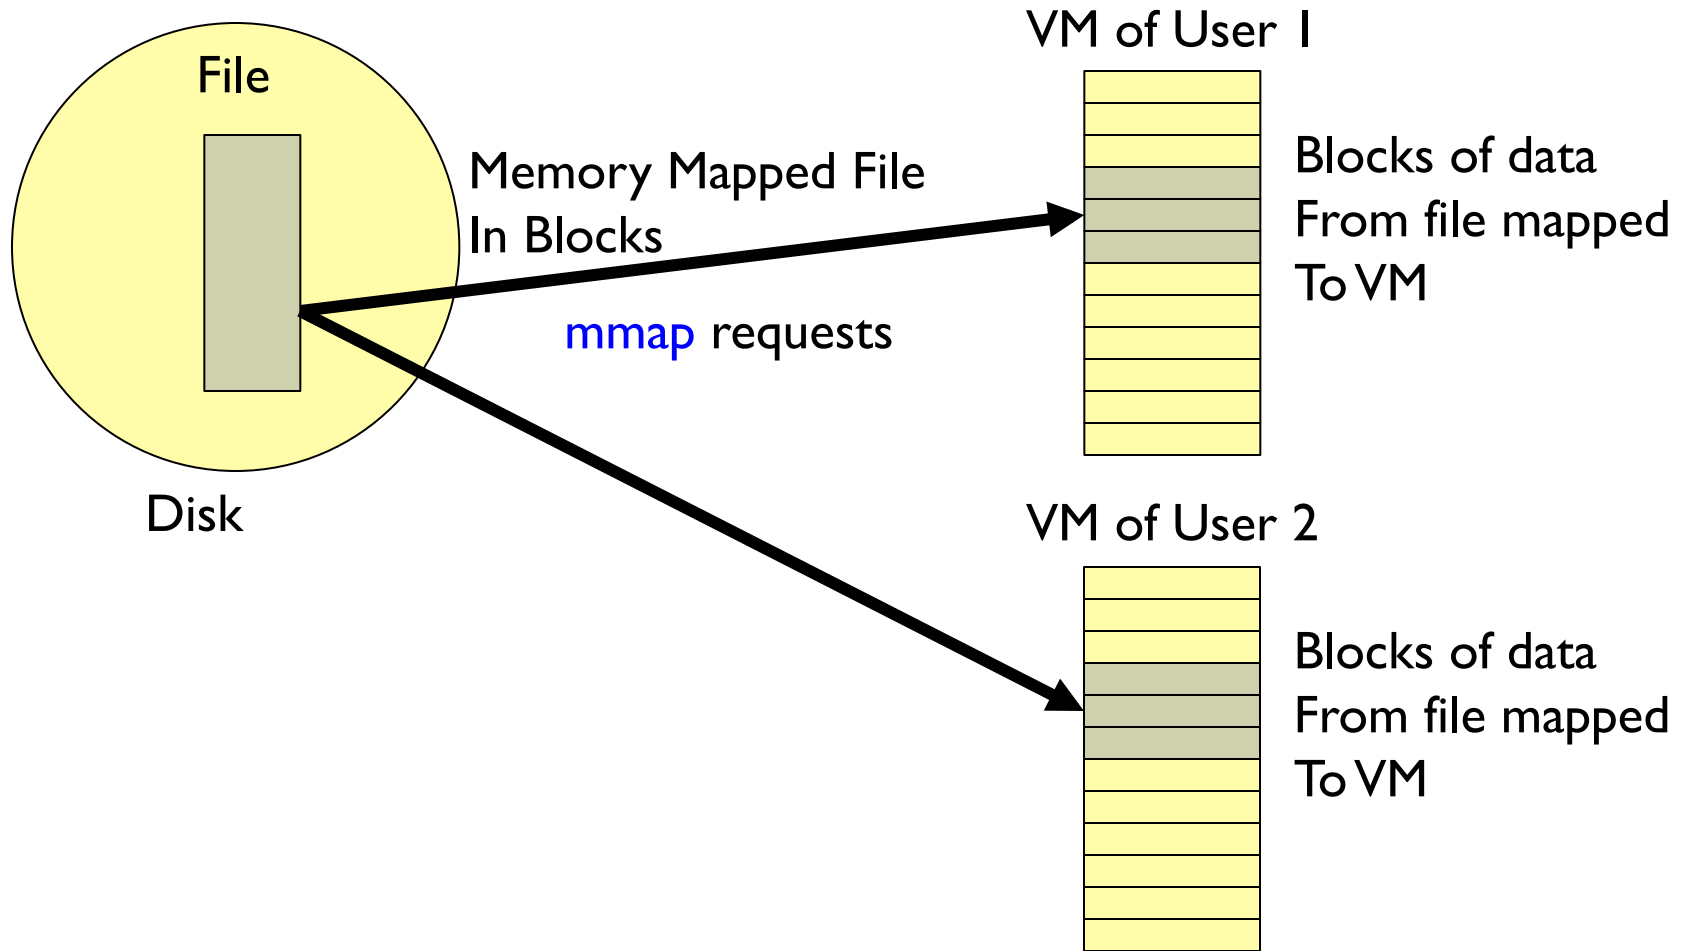 VM of User 1
File
Memory Mapped File
In Blocks
Blocks of data
From file mapped
To VM
mmap requests
Disk
VM of User 2
Blocks of data
From file mapped
To VM